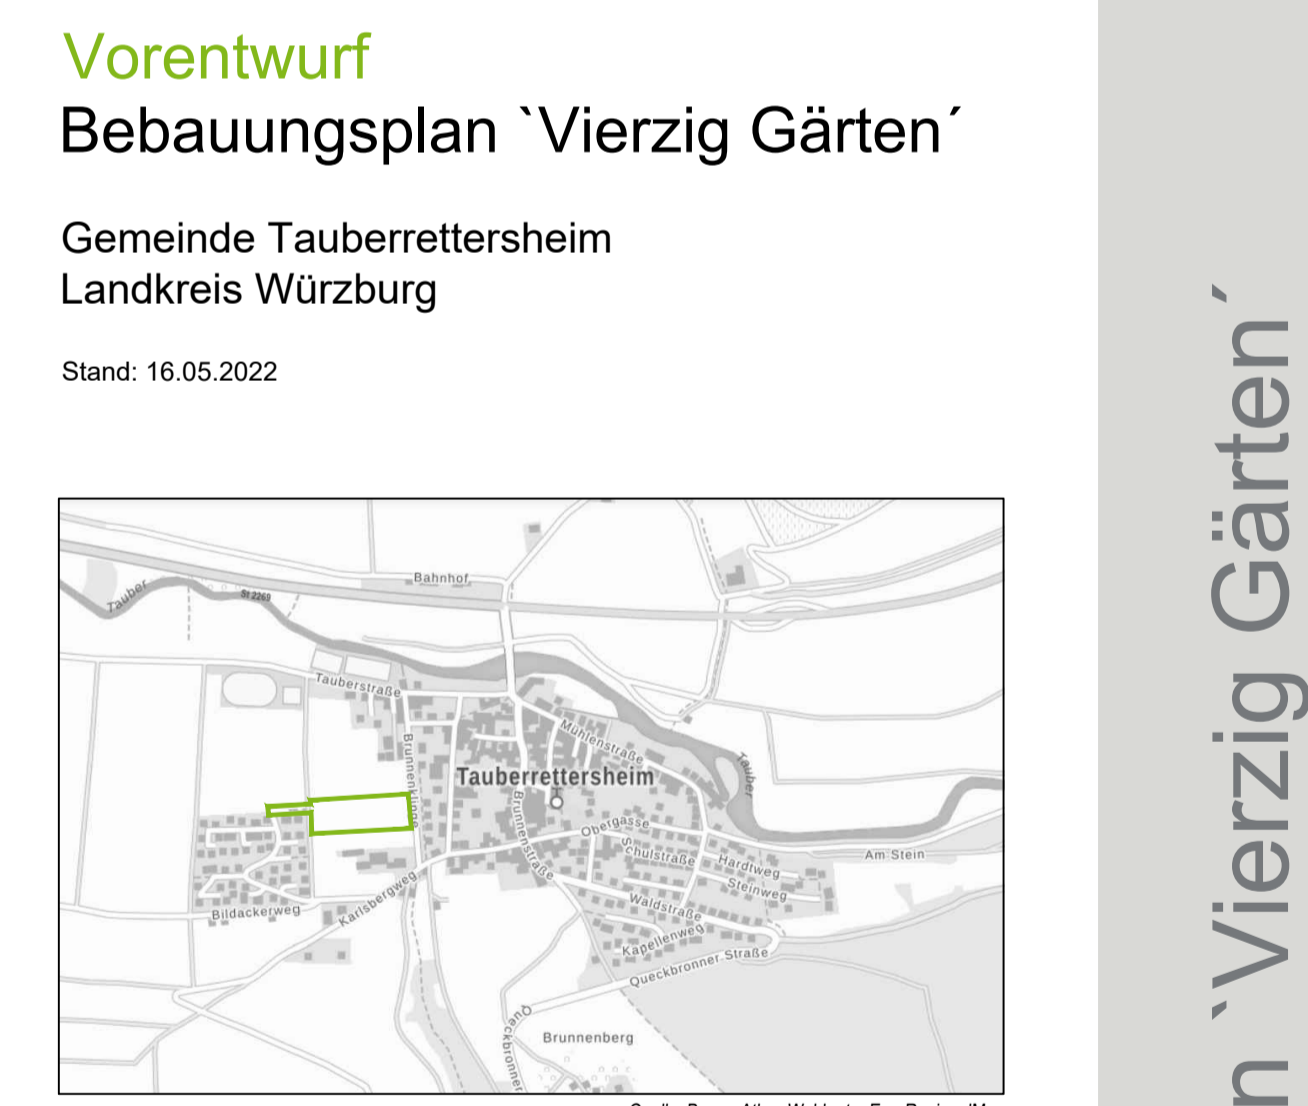 Vorentwurf
Bebauungsplan `Vierzig Gärten´
Gemeinde Tauberrettersheim
Landkreis Würzburg
Stand: 16.05.2022
Bahnhof
Tauber
St 2269
Tauberstraße
Mühlenstraße
Brunnenklinge
Tauber
Tauberrettersheim
Brunnenstraße
Obergasse
Schulstraße
Hardtweg
Am Stein
Steinweg
Karlsbergweg
Bildackerweg
Waldstraße
Kapellenweg
Queckbronner Straße
Queckbronner
Brunnenberg
`Vierzig Gärten´